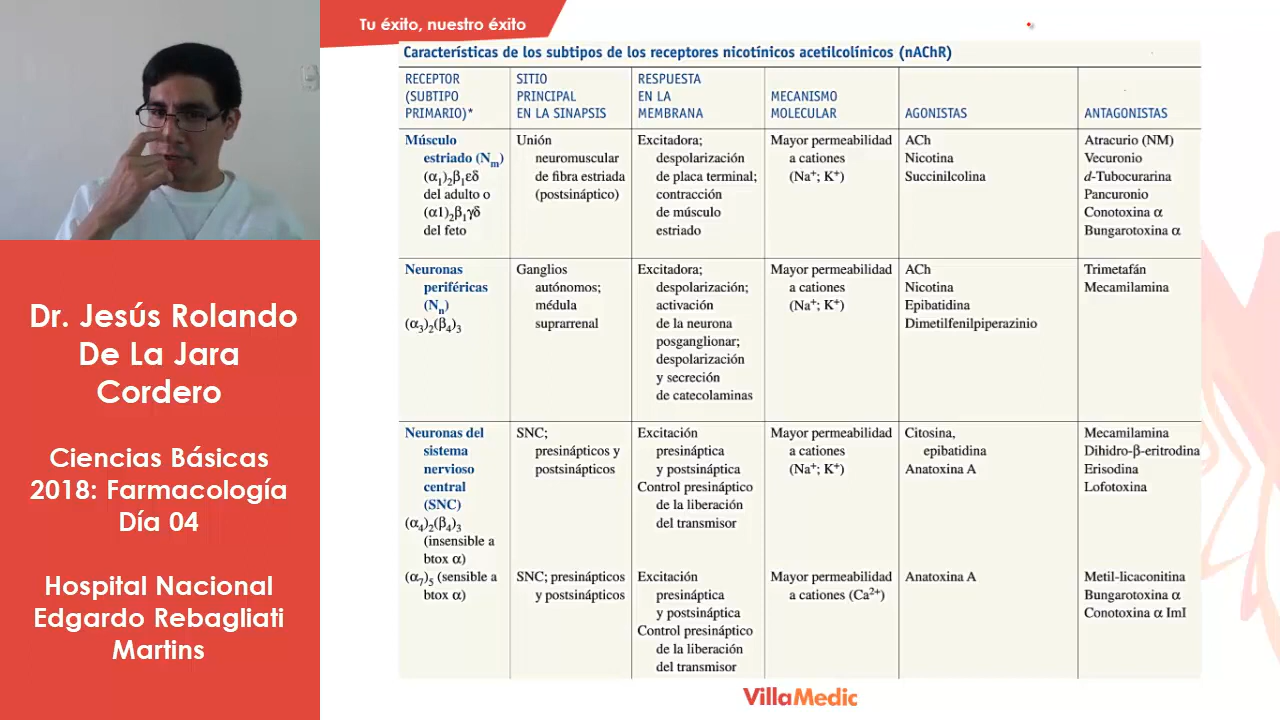 Tu éxito, nuestro éxito
Dr. Jesús Rolando
De La Jara
Cordero
Ciencias Básicas
2018: Farmacología
Día 04
Hospital Nacional
Edgardo Rebagliati
Martins
Características de los subtipos de los receptores nicotínicos acetilcolínicos (nAChR)
RECEPTOR
(SUBTIPO
PRIMARIO)*
SITIO
PRINCIPAL
EN LA SINAPSIS
RESPUESTA
EN LA
MEMBRANA
MECANISMO
MOLECULAR
AGONISTAS
ANTAGONISTAS
Músculo
estriado (Nm)
(α1)2β1εδ
del adulto o
(α1)2β1γδ
del feto
Unión
neuromuscular
de fibra estriada
(postsináptico)
Excitadora;
despolarización
de placa terminal;
contracción
de músculo
estriado
Mayor permeabilidad
a cationes
(Na⁺; K⁺)
ACh
Nicotina
Succinilcolina
Atracurio (NM)
Vecuronio
d-Tubocurarina
Pancuronio
Conotoxina α
Bungarotoxina α
Neuronas
periféricas
(Nn)
(α3)2(β4)3
Ganglios
autónomos;
médula
suprarrenal
Excitadora;
despolarización;
activación
de la neurona
posganglionar;
despolarización
y secreción
de catecolaminas
Mayor permeabilidad
a cationes
(Na⁺; K⁺)
ACh
Nicotina
Epibatidina
Dimetilfenilpiperazinio
Trimetafán
Mecamilamina
Neuronas del
sistema
nervioso
central
(SNC)
(α4)2(β4)3
(insensible a
btox α)
SNC;
presinápticos y
postsinápticos
Excitación
presináptica
y postsináptica
Control presináptico
de la liberación
del transmisor
Mayor permeabilidad
a cationes
(Na⁺; K⁺)
Citosina,
epibatidina
Anatoxina A
Mecamilamina
Dihidro-β-eritrodina
Erisodina
Lofotoxina
(α7)5 (sensible a
btox α)
SNC; presinápticos
y postsinápticos
Excitación
presináptica
y postsináptica
Control presináptico
de la liberación
del transmisor
Mayor permeabilidad
a cationes (Ca²⁺)
Anatoxina A
Metil-licaconitina
Bungarotoxina α
Conotoxina α ImI
VillaMedic